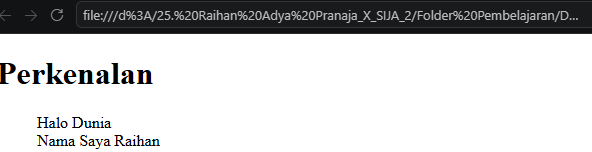 file:///d%3A/25.%20Raihan%20Adya%20Pranaja_X_SIJA_2/Folder%20Pembelajaran/D...
Perkenalan
Halo Dunia
Nama Saya Raihan